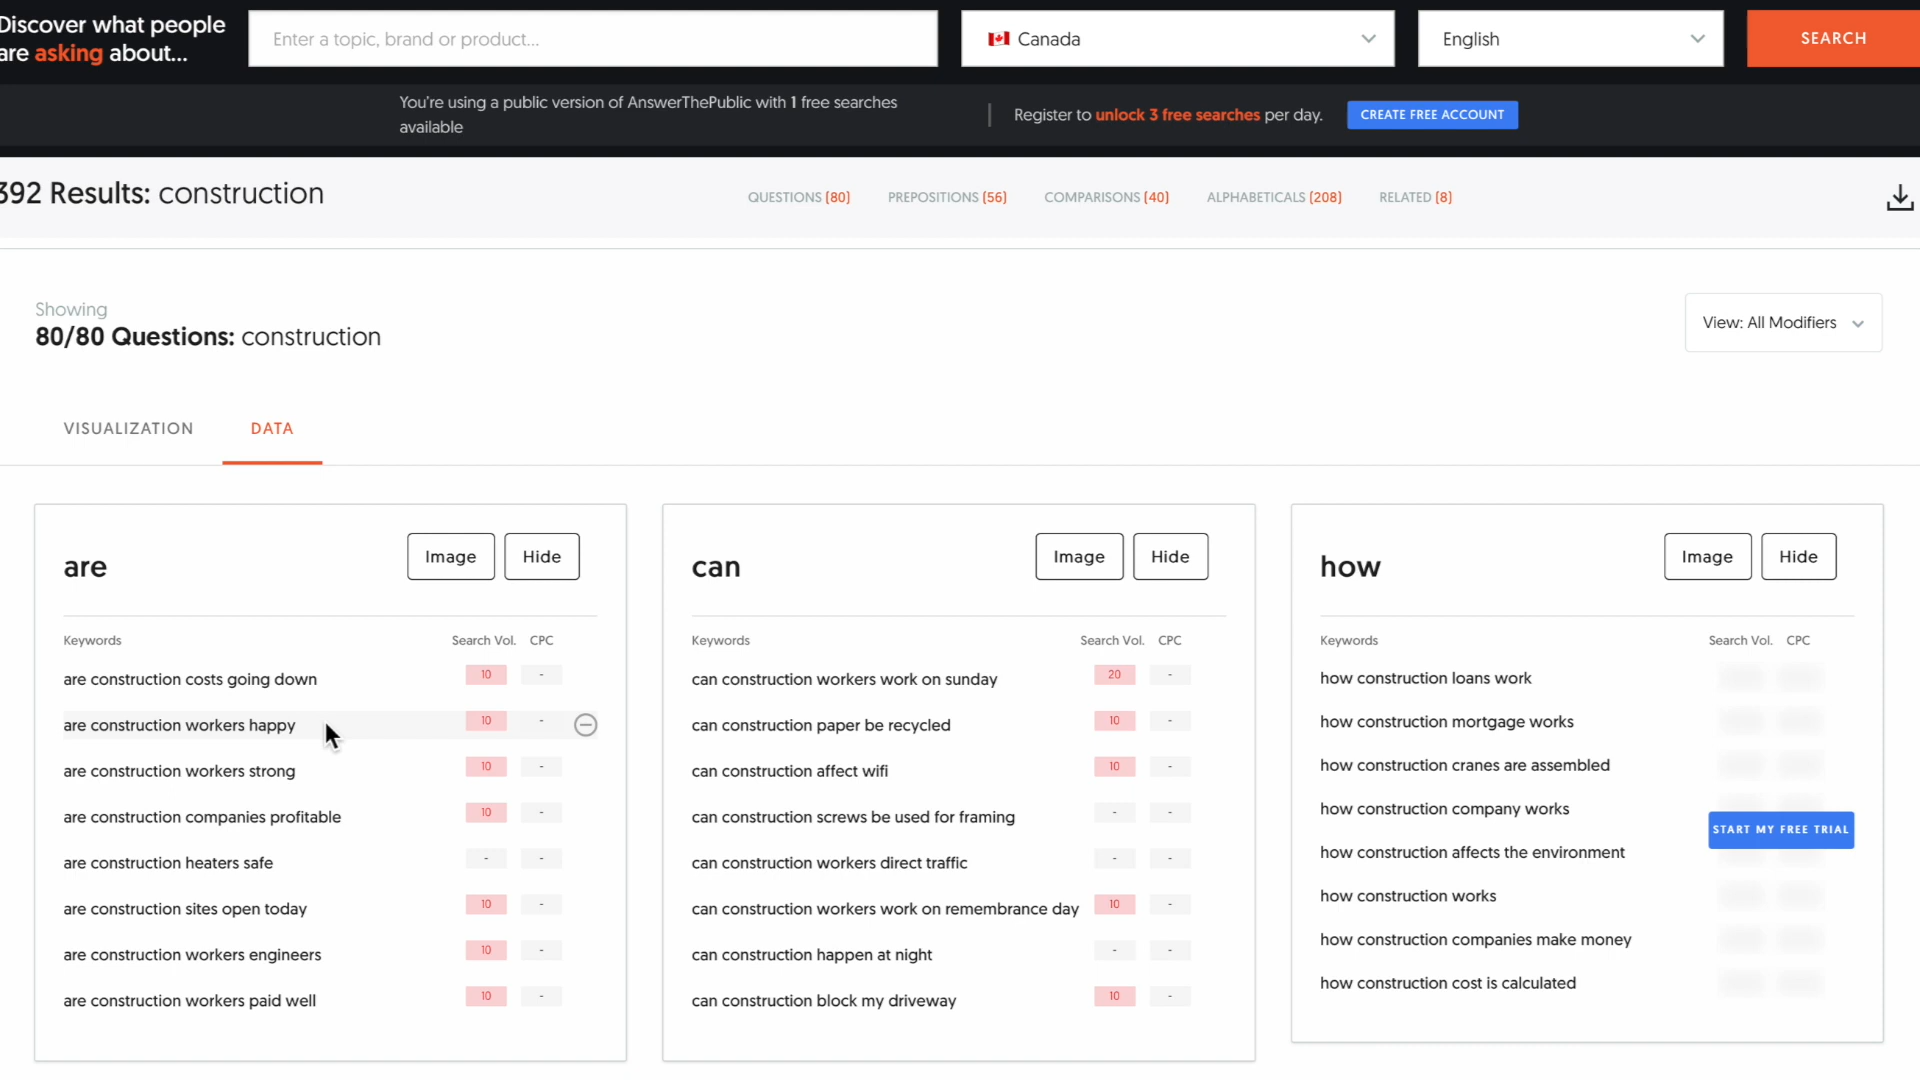 Discover what people
are asking about...
Enter a topic, brand or product...
Canada
English
SEARCH
You're using a public version of AnswerThePublic with 1 free searches
available
Register to unlock 3 free searches per day.
CREATE FREE ACCOUNT
392 Results: construction
QUESTIONS (80)
PREPOSITIONS (56)
COMPARISONS (40)
ALPHABETICALS (208)
RELATED (8)
Showing
80/80 Questions: construction
View: All Modifiers
VISUALIZATION
DATA
are
Image
Hide
Keywords Search Vol. CPC
are construction costs going down 10 -
are construction workers happy 10 -
are construction workers strong 10 -
are construction companies profitable 10 -
are construction heaters safe - -
are construction sites open today 10 -
are construction workers engineers 10 -
are construction workers paid well 10 -
can
Image
Hide
Keywords Search Vol. CPC
can construction workers work on sunday 20 -
can construction paper be recycled 10 -
can construction affect wifi 10 -
can construction screws be used for framing - -
can construction workers direct traffic - -
can construction workers work on remembrance day 10 -
can construction happen at night - -
can construction block my driveway 10 -
how
Image
Hide
Keywords Search Vol. CPC
how construction loans work
how construction mortgage works
how construction cranes are assembled
how construction company works
START MY FREE TRIAL
how construction affects the environment
how construction works
how construction companies make money
how construction cost is calculated